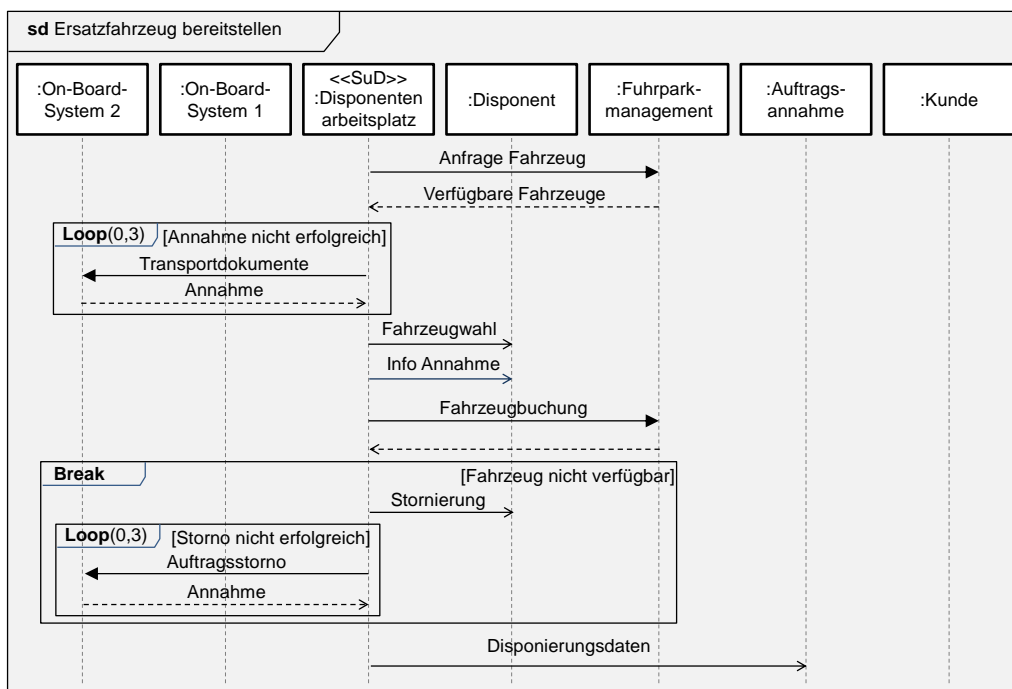 sd Ersatzfahrzeug bereitstellen
:On-Board-
System 2
:On-Board-
System 1
<<SuD>>
:Disponenten
arbeitsplatz
:Disponent
:Fuhrpark-
management
:Auftrags-
annahme
:Kunde
Anfrage Fahrzeug
Verfügbare Fahrzeuge
Loop(0,3) [Annahme nicht erfolgreich]
Transportdokumente
Annahme
Fahrzeugwahl
Info Annahme
Fahrzeugbuchung
Break [Fahrzeug nicht verfügbar]
Stornierung
Loop(0,3) [Storno nicht erfolgreich]
Auftragsstorno
Annahme
Disponierungsdaten